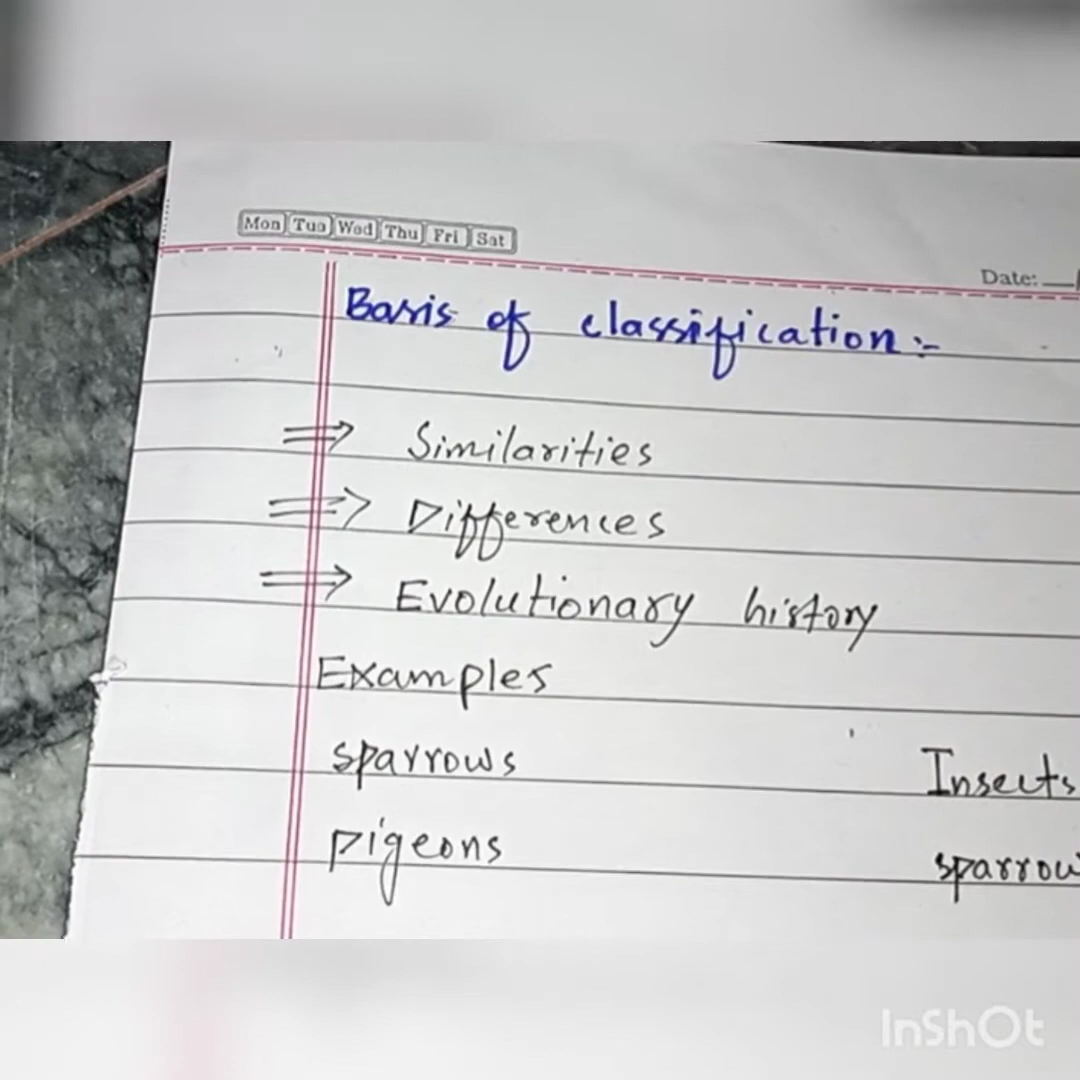 Mon Tue Wed Thu Fri Sat
Date:
Basis of classification :-
⇒ Similarities
⇒ Differences
⇒ Evolutionary history
Examples
sparrows Insects
pigeons sparrow
InShOt